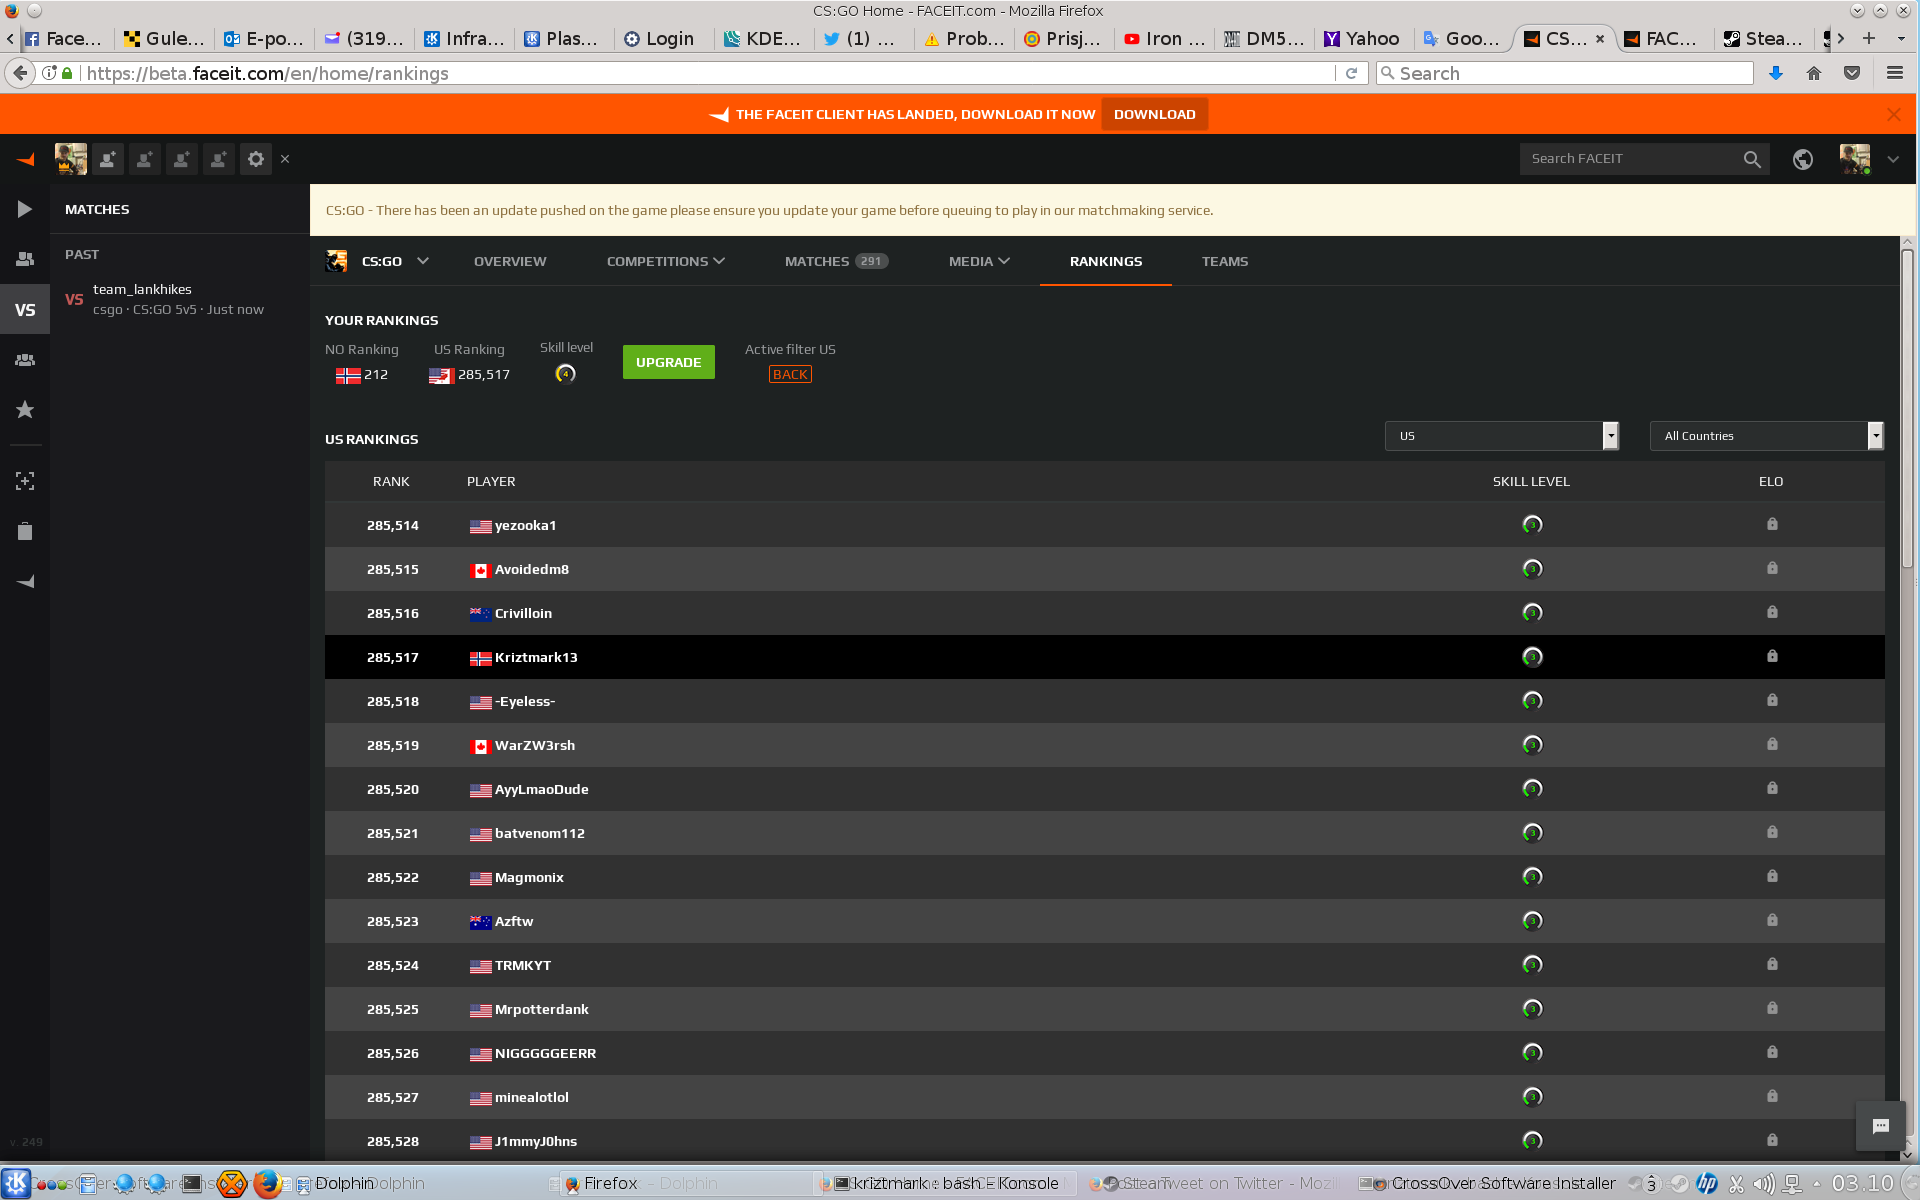 CS:GO Home - FACEIT.com - Mozilla Firefox
Face... Gule... E-po... (319... Infra... Plas... Login KDE... (1) ... Prob... Prisj... Iron ... DM5... Yahoo Goo... CS... FAC... Stea...
https://beta.faceit.com/en/home/rankings
Search
THE FACEIT CLIENT HAS LANDED, DOWNLOAD IT NOW DOWNLOAD
Search FACEIT
MATCHES
CS:GO - There has been an update pushed on the game please ensure you update your game before queuing to play in our matchmaking service.
PAST
VS team_lankhikes
csgo · CS:GO 5v5 · Just now
VS
CS:GO OVERVIEW COMPETITIONS MATCHES 291 MEDIA RANKINGS TEAMS
YOUR RANKINGS
NO Ranking US Ranking Skill level UPGRADE Active filter US
212 285,517 4 BACK
US RANKINGS US All Countries
RANK PLAYER SKILL LEVEL ELO
285,514 yezooka1 3
285,515 Avoidedm8 3
285,516 Crivilloin 3
285,517 Kriztmark13 3
285,518 -Eyeless- 3
285,519 WarZW3rsh 3
285,520 AyyLmaoDude 3
285,521 batvenom112 3
285,522 Magmonix 3
285,523 Azftw 3
285,524 TRMKYT 3
285,525 Mrpotterdank 3
285,526 NIGGGGGEERR 3
285,527 minealotlol 3
285,528 J1mmyJ0hns 3
v. 249
Dolphin Firefox kriztmark : bash - Konsole SteamTweet on Twitter - Mozil CrossOver Software Installer 3 03.10